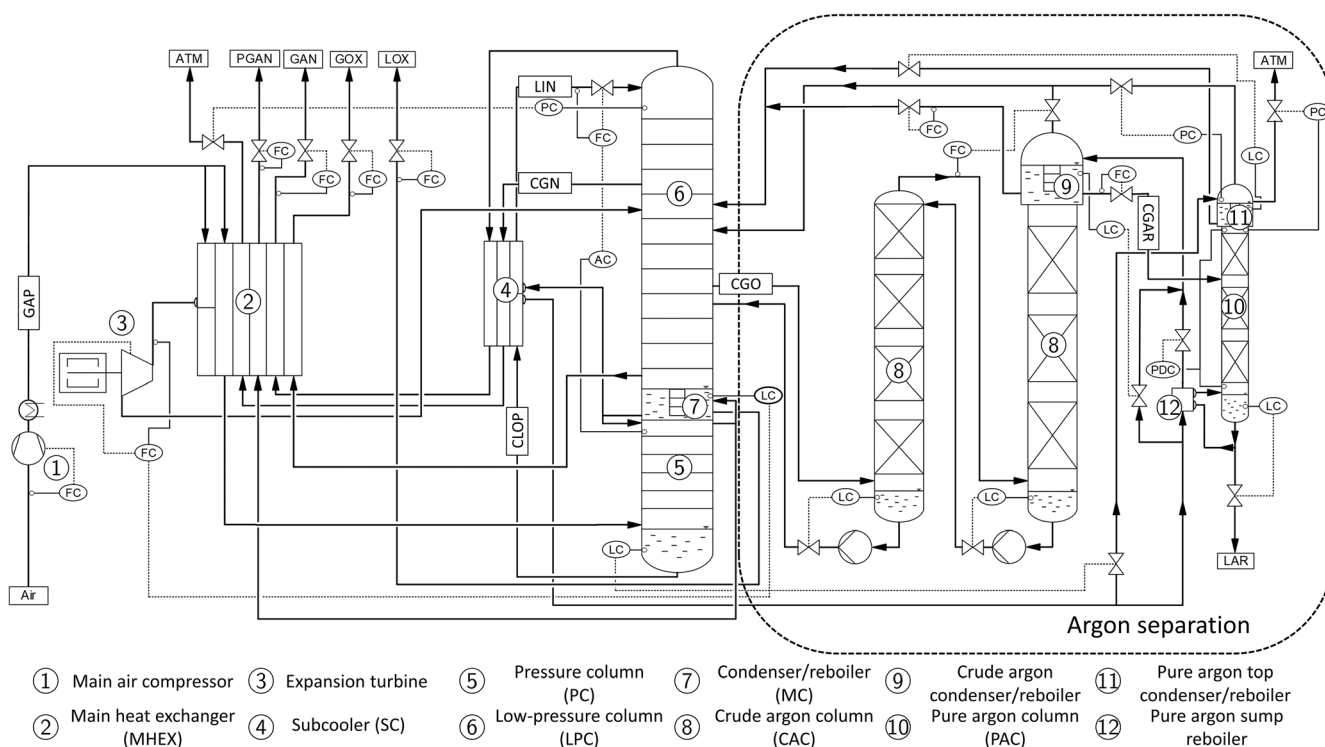 ATM
PGAN
GAN
GOX
LOX
ATM
LIN
PC
FC
FC
FC
FC
FC
FC
FC
PC
PC
LC
CGN
6
9
FC
LC
CGAR
11
GAP
2
3
4
AC
CGO
10
8
8
PDC
12
7
LC
LC
CLOP
1
FC
FC
5
LC
LC
LC
Air
LAR
Argon separation
1 Main air compressor
2 Main heat exchanger
(MHEX)
3 Expansion turbine
4 Subcooler (SC)
5 Pressure column
(PC)
6 Low-pressure column
(LPC)
7 Condenser/reboiler
(MC)
8 Crude argon column
(CAC)
9 Crude argon
condenser/reboiler
10 Pure argon column
(PAC)
11 Pure argon top
condenser/reboiler
12 Pure argon sump
reboiler